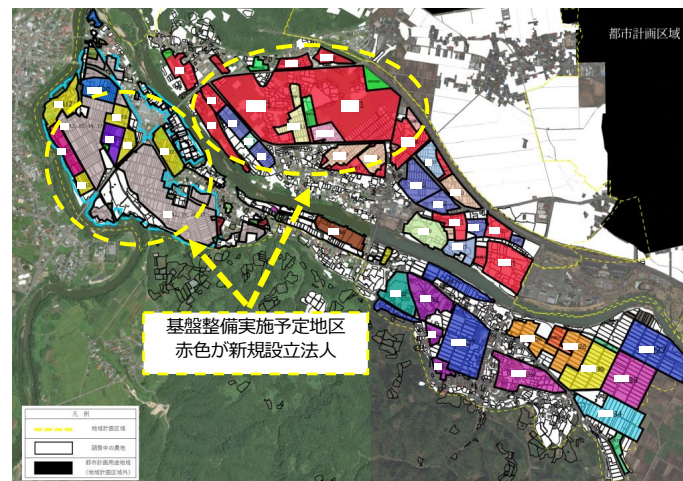 都市計画区域
基盤整備実施予定地区
赤色が新規設立法人
凡 例
地域計画区域
調整中の農地
都市計画用途地域
(地域計画区域外)